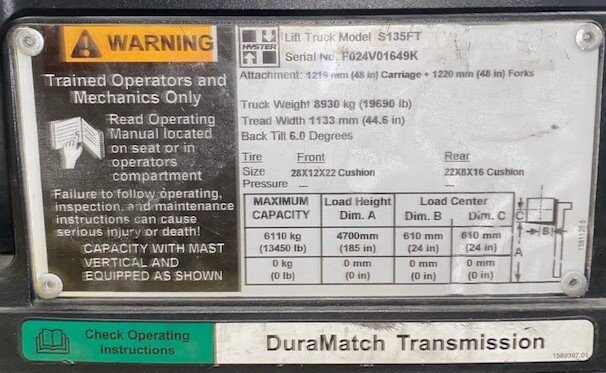 WARNING
Trained Operators and
Mechanics Only
Read Operating
Manual located
on seat or in
operators
compartment
Failure to follow operating,
inspection, and maintenance
instructions can cause
serious injury or death!
CAPACITY WITH MAST
VERTICAL AND
EQUIPPED AS SHOWN
HYSTER
Lift Truck Model S135FT
Serial No. F024V01649K
Attachment: 1219 mm (48 in) Carriage + 1220 mm (48 in) Forks
Truck Weight 8930 kg (19690 lb)
Tread Width 1133 mm (44.6 in)
Back Tilt 6.0 Degrees
Tire Front Rear
Size 28X12X22 Cushion 22X8X16 Cushion
Pressure — —
MAXIMUM Load Height Load Center
CAPACITY Dim. A Dim. B Dim. C
6110 kg 4700mm 610 mm 610 mm
(13450 lb) (185 in) (24 in) (24 in)
0 kg 0 mm 0 mm 0 mm
(0 lb) (0 in) (0 in) (0 in)
C
B
A
Check Operating
Instructions
DuraMatch Transmission